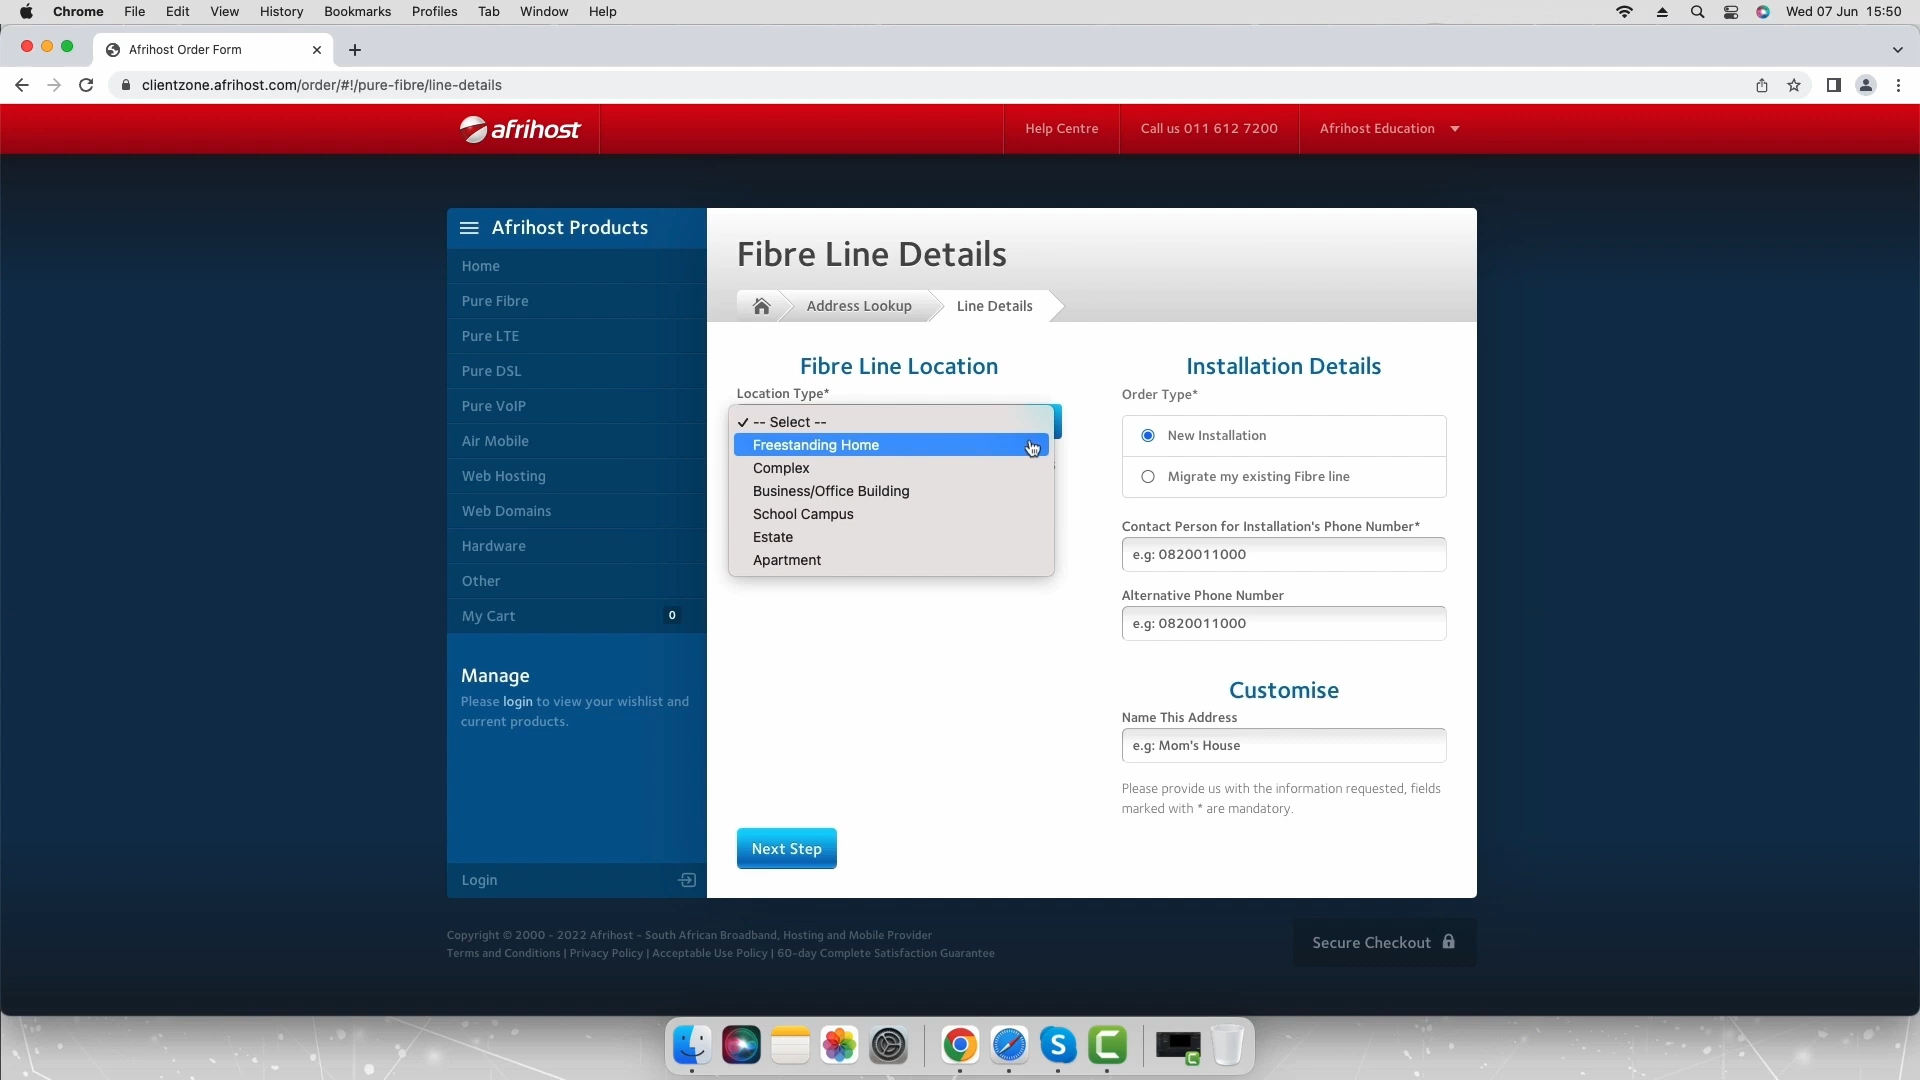 Chrome File Edit View History Bookmarks Profiles Tab Window Help Wed 07 Jun 15:50
Afrihost Order Form
clientzone.afrihost.com/order/#!/pure-fibre/line-details
afrihost
Help Centre
Call us 011 612 7200
Afrihost Education
Afrihost Products
Home
Pure Fibre
Pure LTE
Pure DSL
Pure VoIP
Air Mobile
Web Hosting
Web Domains
Hardware
Other
My Cart 0
Manage
Please login to view your wishlist and
current products.
Login
Fibre Line Details
Address Lookup
Line Details
Fibre Line Location
Location Type*
-- Select --
Freestanding Home
Complex
Business/Office Building
School Campus
Estate
Apartment
Next Step
Installation Details
Order Type*
New Installation
Migrate my existing Fibre line
Contact Person for Installation's Phone Number*
e.g: 0820011000
Alternative Phone Number
e.g: 0820011000
Customise
Name This Address
e.g: Mom's House
Please provide us with the information requested, fields
marked with * are mandatory.
Copyright © 2000 - 2022 Afrihost - South African Broadband, Hosting and Mobile Provider
Terms and Conditions | Privacy Policy | Acceptable Use Policy | 60-day Complete Satisfaction Guarantee
Secure Checkout